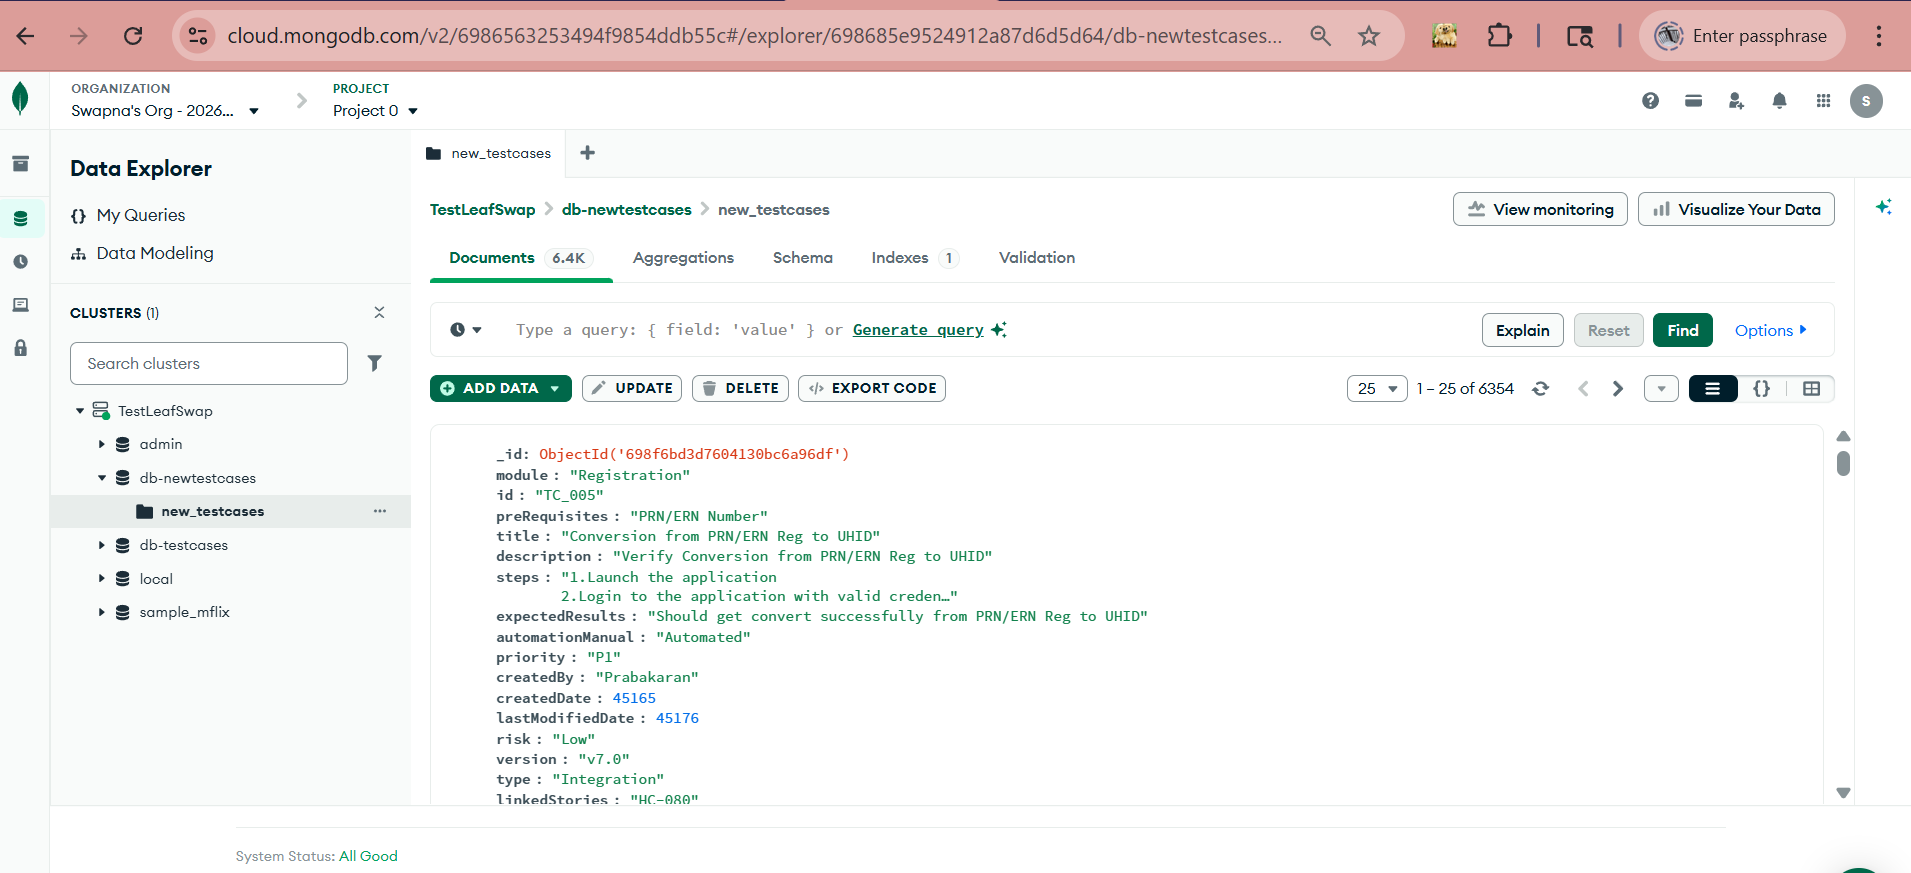 cloud.mongodb.com/v2/6986563253494f9854ddb55c#/explorer/698685e9524912a87d6d5d64/db-newtestcases...
Enter passphrase
ORGANIZATION
Swapna's Org - 2026...
PROJECT
Project 0
S
Data Explorer
My Queries
Data Modeling
CLUSTERS (1)
Search clusters
TestLeafSwap
admin
db-newtestcases
new_testcases
db-testcases
local
sample_mflix
new_testcases
TestLeafSwap > db-newtestcases > new_testcases
View monitoring
Visualize Your Data
Documents 6.4K Aggregations Schema Indexes 1 Validation
Type a query: { field: 'value' } or Generate query
Explain Reset Find Options
ADD DATA UPDATE DELETE EXPORT CODE
25 1 – 25 of 6354
_id: ObjectId('698f6bd3d7604130bc6a96df')
module : "Registration"
id : "TC_005"
preRequisites : "PRN/ERN Number"
title : "Conversion from PRN/ERN Reg to UHID"
description : "Verify Conversion from PRN/ERN Reg to UHID"
steps : "1.Launch the application
2.Login to the application with valid creden…"
expectedResults : "Should get convert successfully from PRN/ERN Reg to UHID"
automationManual : "Automated"
priority : "P1"
createdBy : "Prabakaran"
createdDate : 45165
lastModifiedDate : 45176
risk : "Low"
version : "v7.0"
type : "Integration"
linkedStories : "HC-080"
System Status: All Good